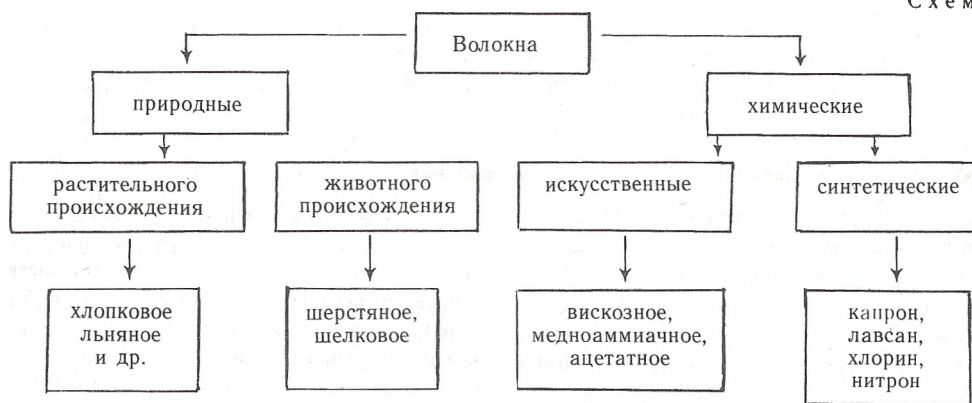 Схем
Волокна
природные
химические
растительного
происхождения
животного
происхождения
искусственные
синтетические
хлопковое
льняное
и др.
шерстяное,
шелковое
вискозное,
медноаммиачное,
ацетатное
капрон,
лавсан,
хлорин,
нитрон